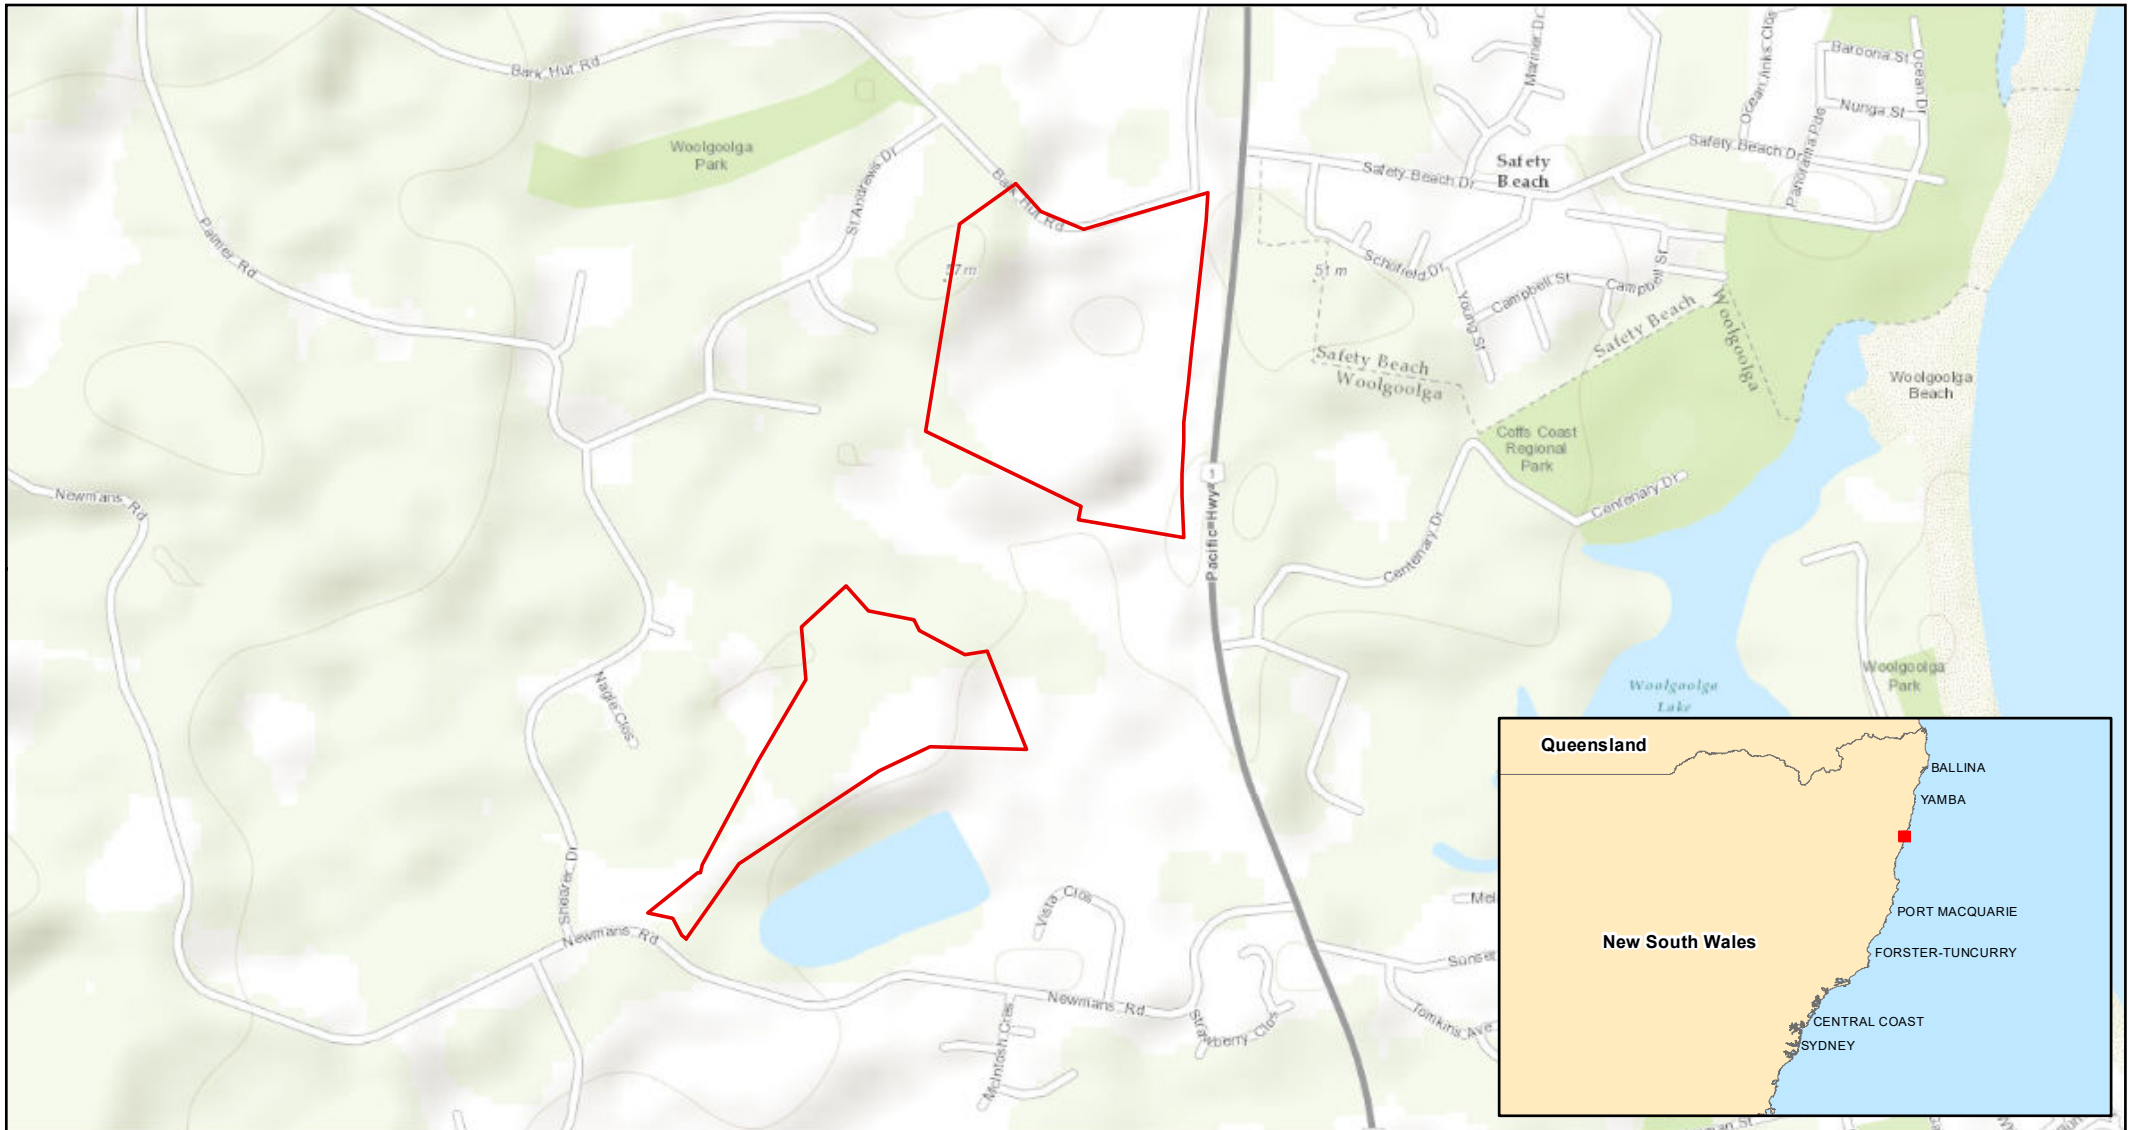 Bark Hut Rd
Mariner Dr
Ocean Links Clos
Baroona St
Ocean Dr
Nunga St
Panorama Pde
Safety Beach Dr
Woolgoolga
Park
St Andrews Dr
Bark Hut Rd
Safety Beach Dr
Safety
Beach
Palmer Rd
57 m
51 m
Schofield Dr
Young St
Campbell St
Campbell St
Safety Beach
Woolgoolga
Safety Beach
Woolgoolga
Woolgoolga
Beach
Coffs Coast
Regional
Park
Centenary Dr
Centenary Dr
1
Pacific Hwy
Newmans Rd
Nagle Clos
Woolgoolga
Park
Woolgoolga
Lake
Shearer Dr
Newmans Rd
Vista Clos
Newmans Rd
McIntosh Cres
Strawberry Clos
Mel
Sunset
Tomkins Ave
Queensland
BALLINA
YAMBA
New South Wales
PORT MACQUARIE
FORSTER-TUNCURRY
CENTRAL COAST
SYDNEY